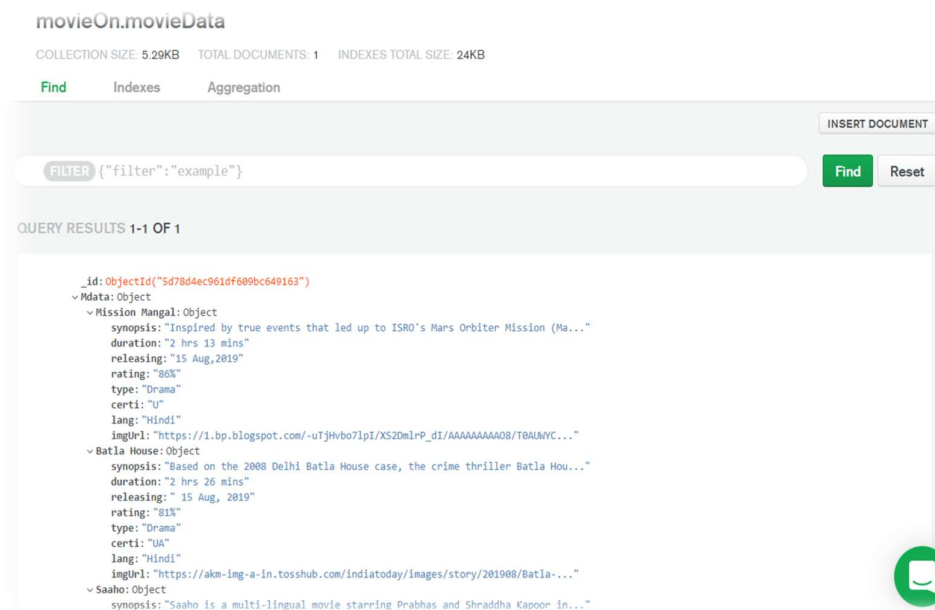 movieOn.movieData
COLLECTION SIZE: 5.29KB TOTAL DOCUMENTS: 1 INDEXES TOTAL SIZE: 24KB
Find Indexes Aggregation
INSERT DOCUMENT
FILTER {"filter":"example"}
Find Reset
QUERY RESULTS 1-1 OF 1
_id: ObjectId("5d78d4ec961df609bc649163")
Mdata: Object
Mission Mangal: Object
synopsis: "Inspired by true events that led up to ISRO's Mars Orbiter Mission (Ma..."
duration: "2 hrs 13 mins"
releasing: "15 Aug,2019"
rating: "86%"
type: "Drama"
certi: "U"
lang: "Hindi"
imgUrl: "https://1.bp.blogspot.com/-uTjHvbo7lpI/XS2DmlrP_dI/AAAAAAAAAO8/T0AUWYC..."
Batla House: Object
synopsis: "Based on the 2008 Delhi Batla House case, the crime thriller Batla Hou..."
duration: "2 hrs 26 mins"
releasing: " 15 Aug, 2019"
rating: "81%"
type: "Drama"
certi: "UA"
lang: "Hindi"
imgUrl: "https://akm-img-a-in.tosshub.com/indiatoday/images/story/201908/Batla-..."
Saaho: Object
synopsis: "Saaho is a multi-lingual movie starring Prabhas and Shraddha Kapoor in..."